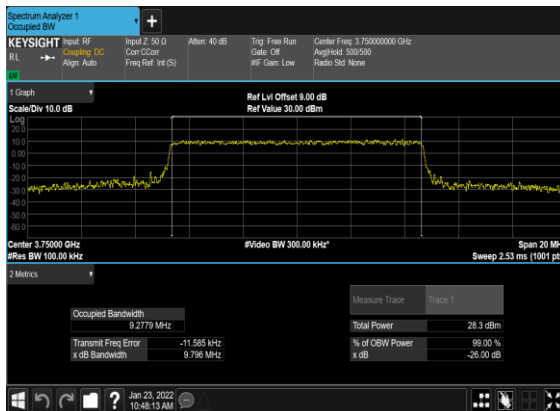 Spectrum Analyzer 1
Occupied BW
+
KEYSIGHT Input: RF Input Z: 50 Ω Atten: 40 dB Trig: Free Run Center Freq: 3.750000000 GHz
RL Coupling: DC Corr CCorr Gate: Off Avg|Hold: 500/500
Align: Auto Freq Ref: Int (S) #IF Gain: Low Radio Std: None
1 Graph
Ref Lvl Offset 9.00 dB
Scale/Div 10.0 dB Ref Value 30.00 dBm
Log
20.0
10.0
0.00
-10.0
-20.0
-30.0
-40.0
-50.0
-60.0
Center 3.75000 GHz #Video BW 300.00 kHz* Span 20 MH
#Res BW 100.00 kHz Sweep 2.53 ms (1001 pt
2 Metrics
Measure Trace Trace 1
Occupied Bandwidth
9.2779 MHz Total Power 28.3 dBm
Transmit Freq Error -11.585 kHz % of OBW Power 99.00 %
x dB Bandwidth 9.796 MHz x dB -26.00 dB
? Jan 23, 2022
10:48:13 AM